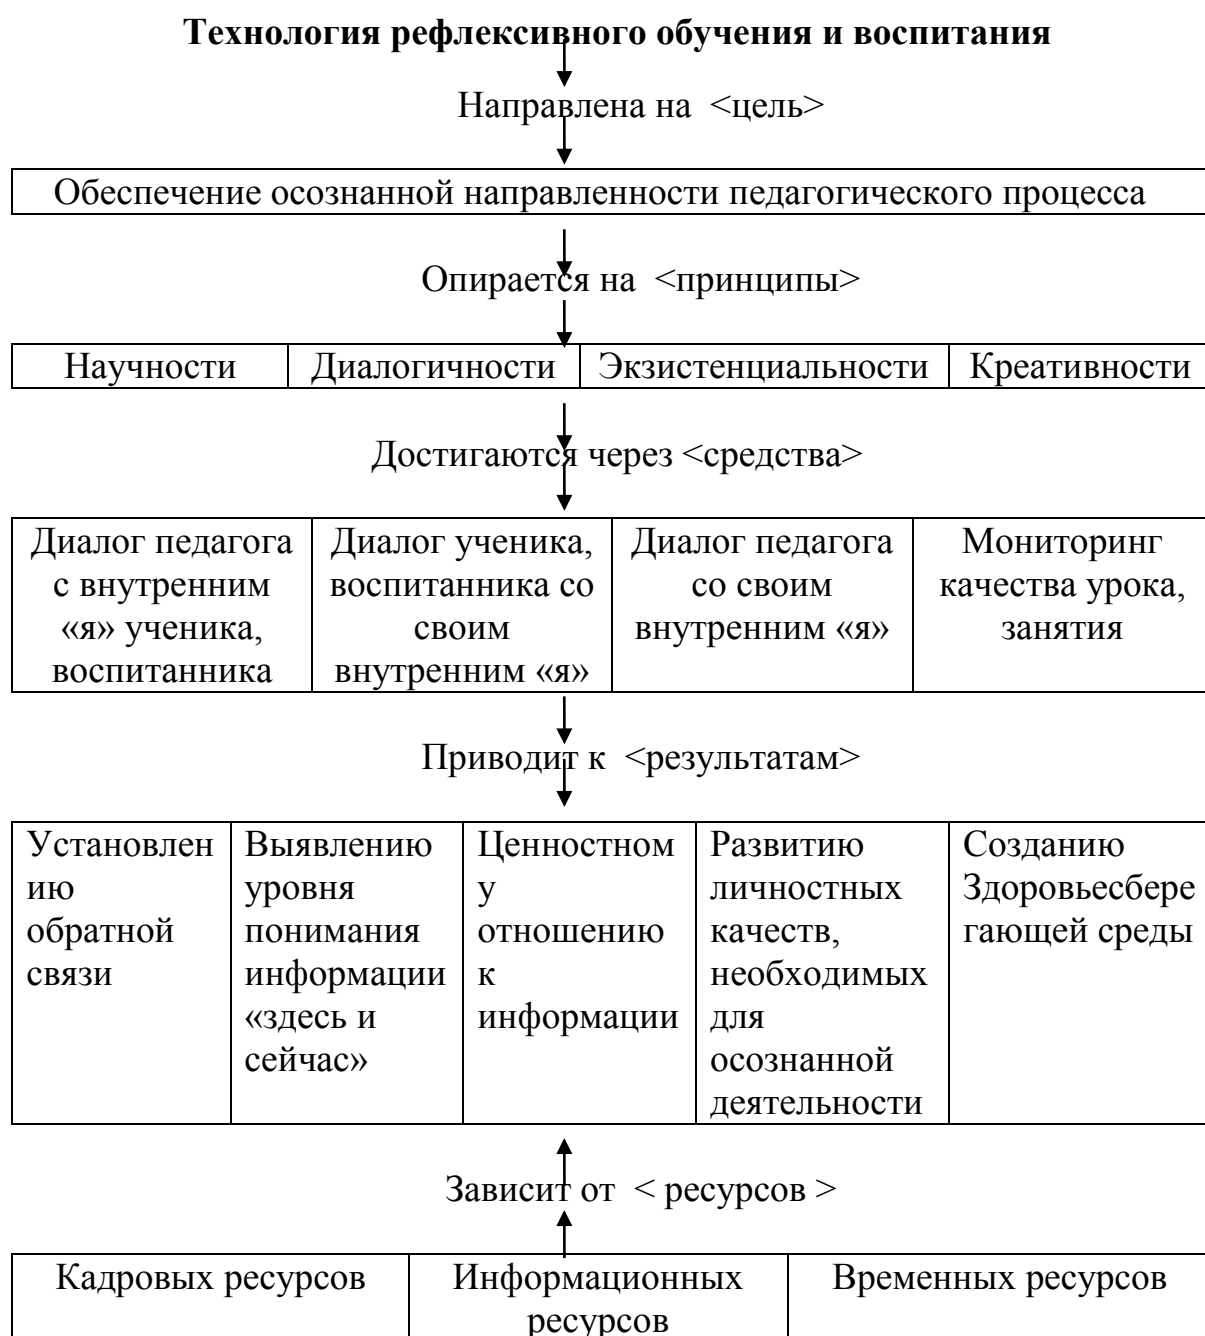 Технология рефлексивного обучения и воспитания
Направлена на <цель>
Обеспечение осознанной направленности педагогического процесса
Опирается на <принципы>
Научности
Диалогичности
Экзистенциальности
Креативности
Достигаются через <средства>
Диалог педагога
с внутренним
«я» ученика,
воспитанника
Диалог ученика,
воспитанника со
своим
внутренним «я»
Диалог педагога
со своим
внутренним «я»
Мониторинг
качества урока,
занятия
Приводит к <результатам>
Установлен
ию
обратной
связи
Выявлению
уровня
понимания
информации
«здесь и
сейчас»
Ценностном
у
отношению
к
информации
Развитию
личностных
качеств,
необходимых
для
осознанной
деятельности
Созданию
Здоровьесбере
гающей среды
Зависит от < ресурсов >
Кадровых ресурсов
Информационных
ресурсов
Временных ресурсов